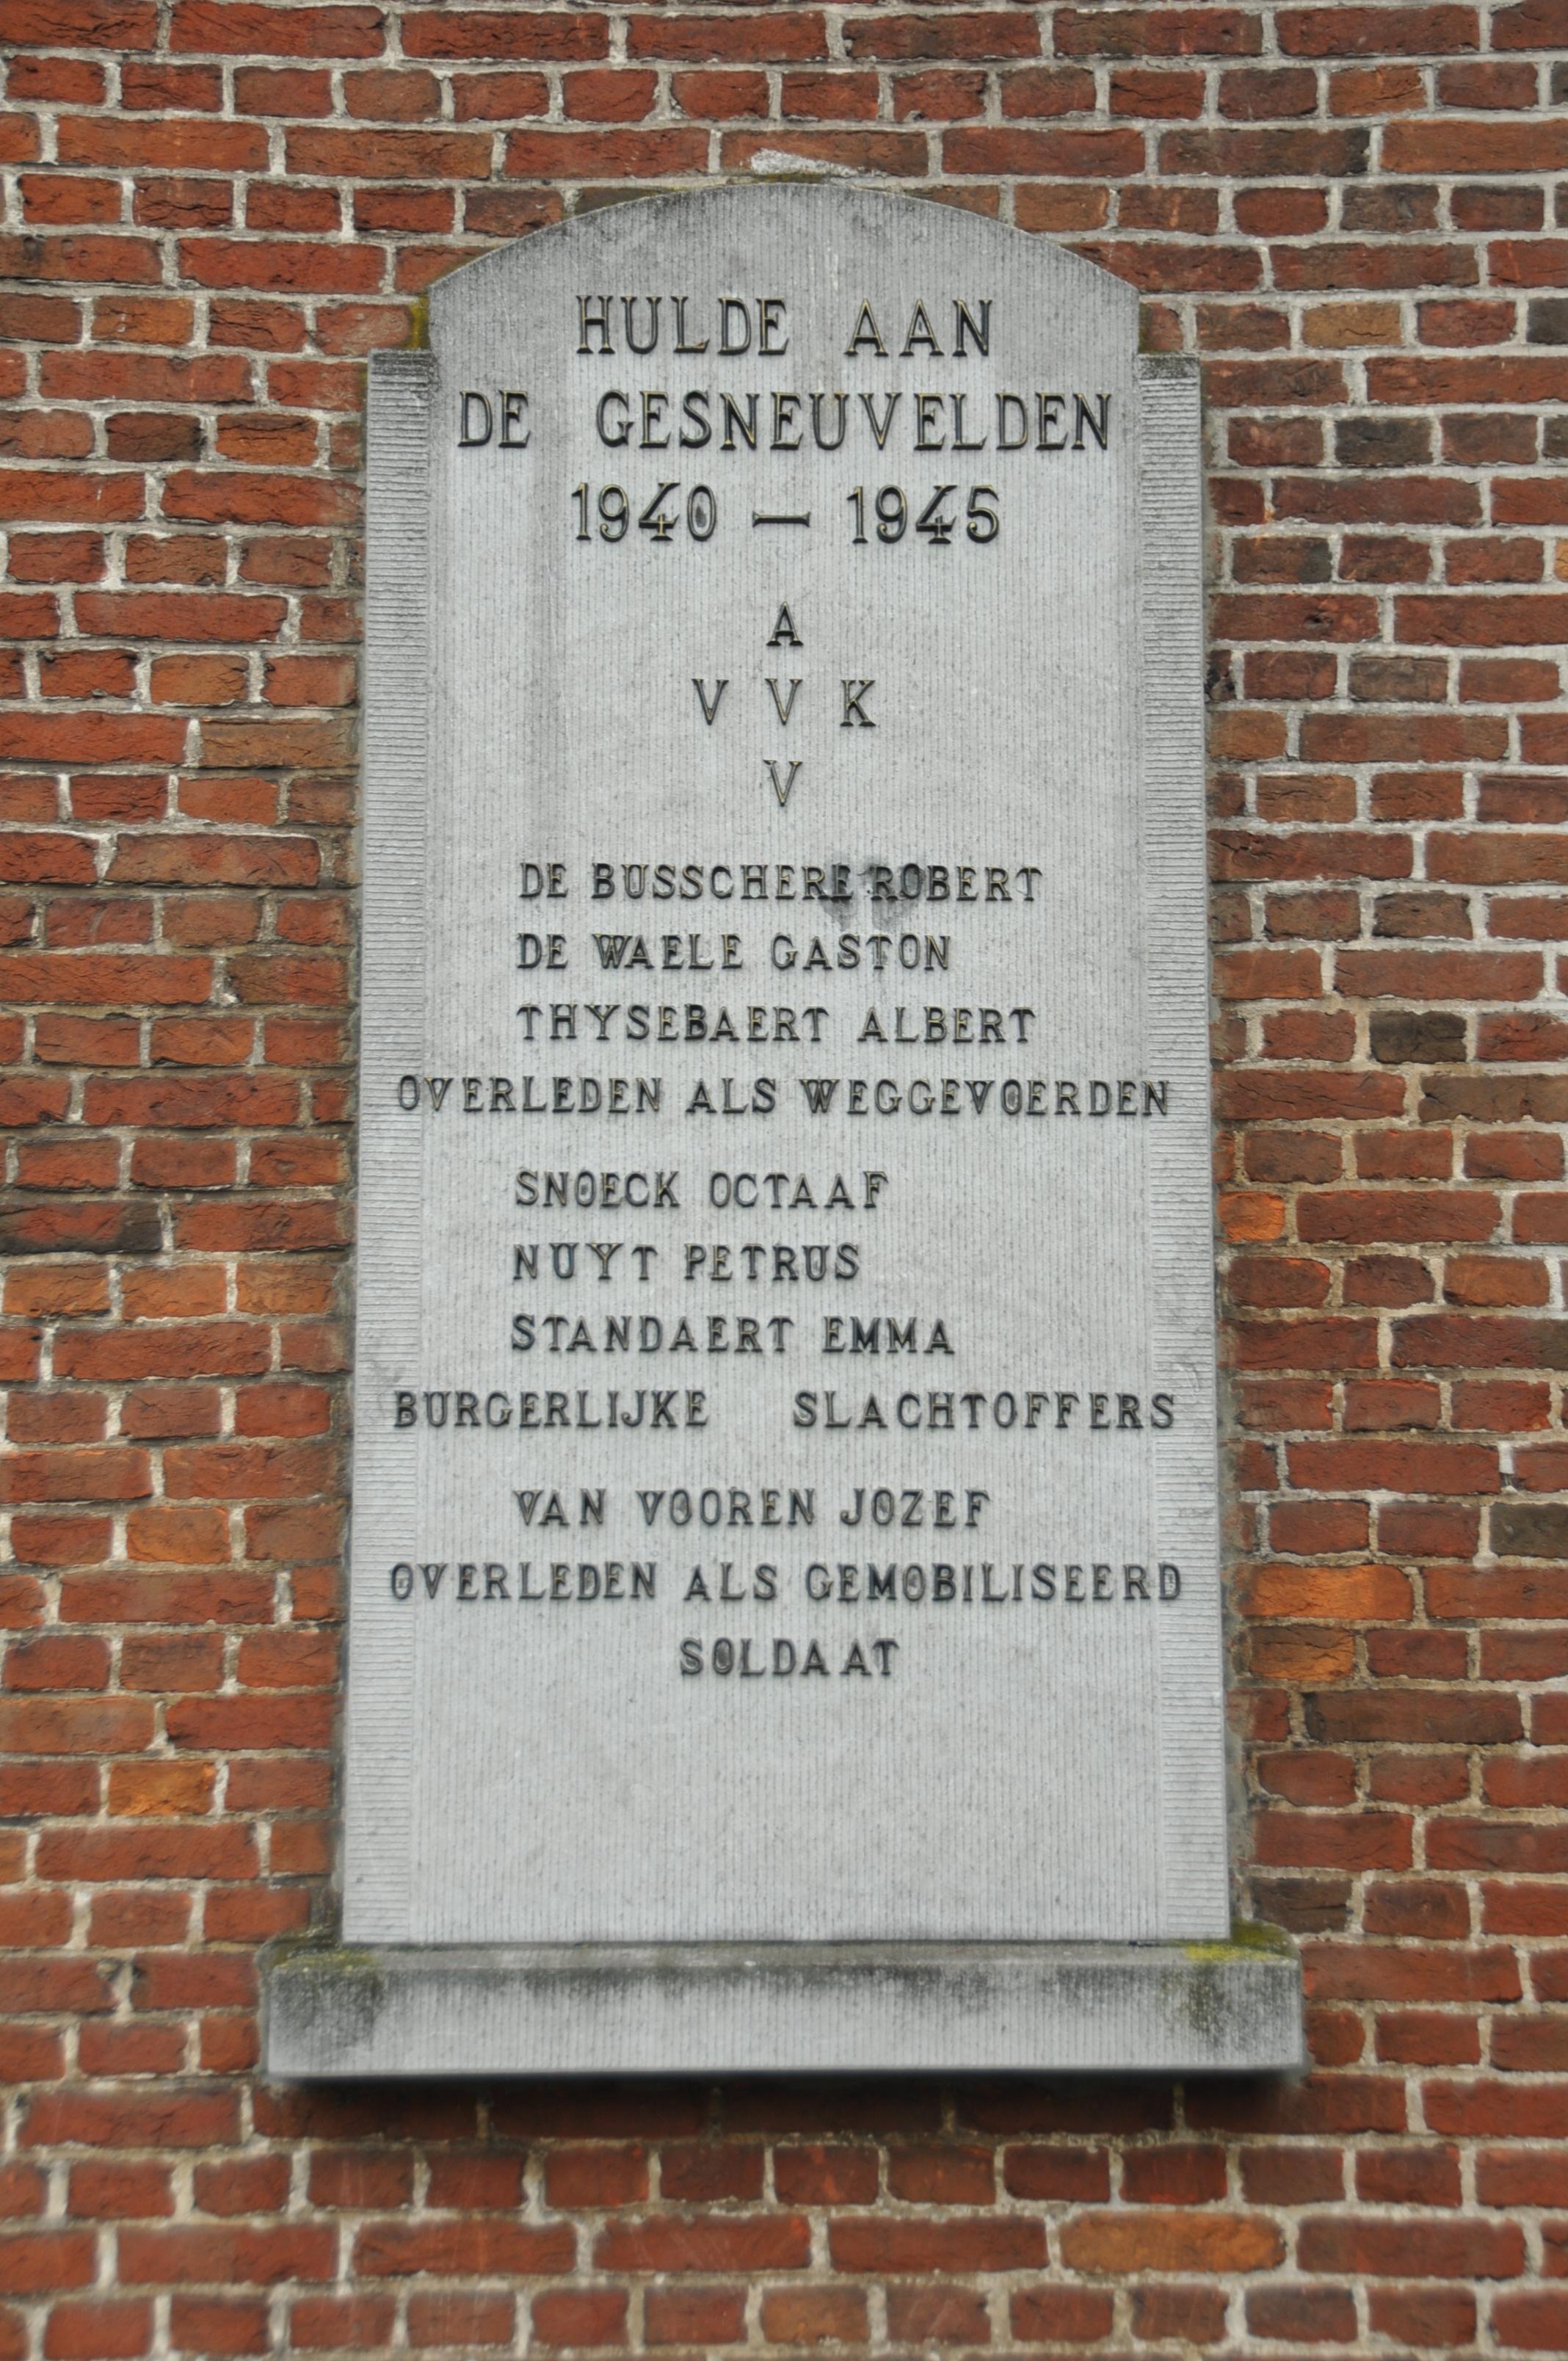 HULDE AAN
DE GESNEUVELDEN
1940 — 1945
A
V V K
V
DE BUSSCHERE ROBERT
DE WAELE GASTON
THYSEBAERT ALBERT
OVERLEDEN ALS WEGGEVOERDEN
SNOECK OCTAAF
NUYT PETRUS
STANDAERT EMMA
BURGERLIJKE SLACHTOFFERS
VAN VOOREN JOZEF
OVERLEDEN ALS GEMOBILISEERD
SOLDAAT